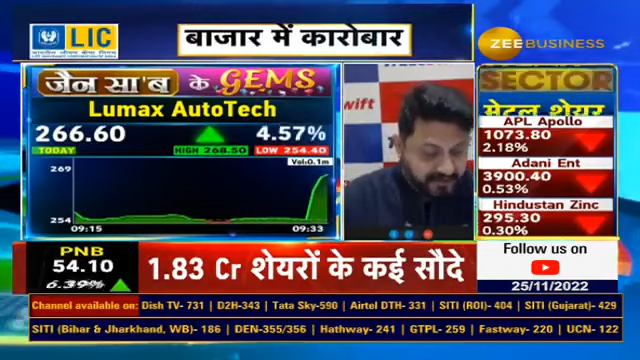 LIC
बाज़ार में कारोबार
ZEE BUSINESS
जैन सा'ब के GEMS
Lumax AutoTech
266.60 4.57%
TODAY HIGH 268.50 LOW 254.40
Vol:0.1m
269
254
09:15 09:33
swift
SECTOR
मेटल शेयर
APL Apollo
1073.80
2.18%
Adani Ent
3900.40
0.53%
Hindustan Zinc
295.30
0.30%
PNB
54.10
6.39%
1.83 Cr शेयरों के कई सौदे
Follow us on
25/11/2022
Channel available on: Dish TV- 731 | D2H-343 | Tata Sky-590 | Airtel DTH- 331 | SITI (ROI)- 404 | SITI (Gujarat)- 429
SITI (Bihar & Jharkhand, WB)- 186 | DEN-355/356 | Hathway- 241 | GTPL- 259 | Fastway- 220 | UCN- 122